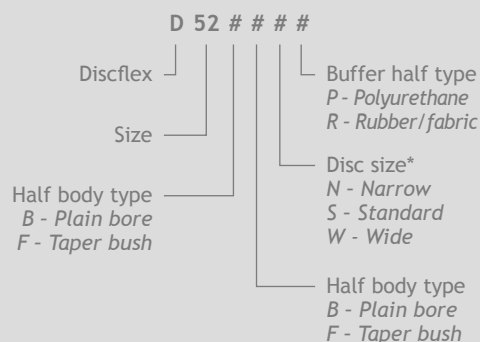 D 52 # # # #
Discflex
Size
Half body type
B - Plain bore
F - Taper bush
Buffer half type
P - Polyurethane
R - Rubber/fabric
Disc size*
N - Narrow
S - Standard
W - Wide
Half body type
B - Plain bore
F - Taper bush